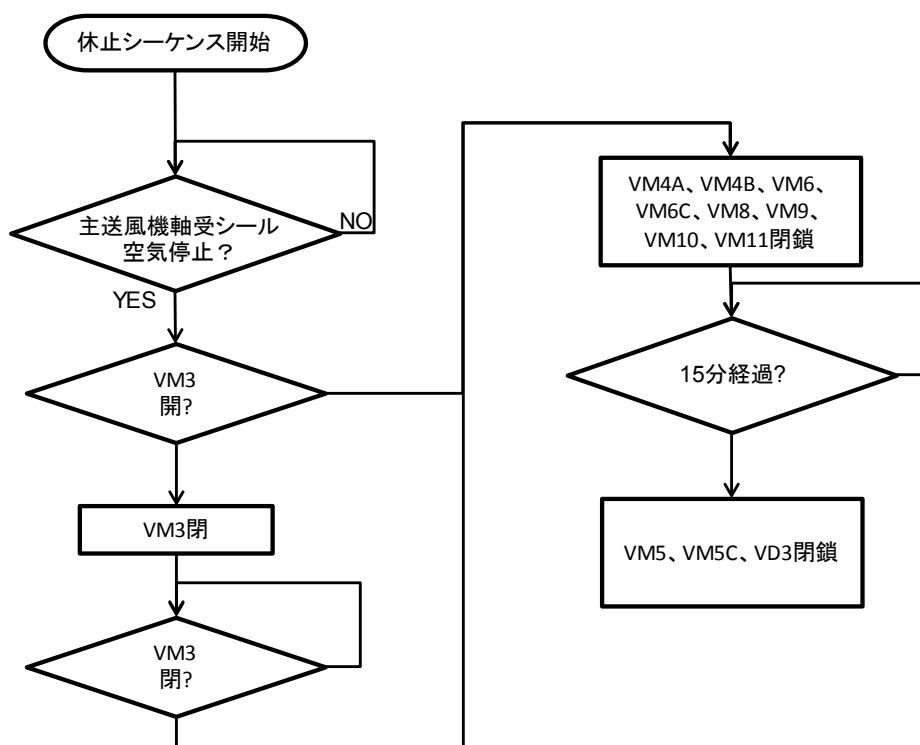 休止シーケンス開始
主送風機軸受シール
空気停止？
NO
YES
VM3
開?
VM3閉
VM3
閉?
VM4A、VM4B、VM6、
VM6C、VM8、VM9、
VM10、VM11閉鎖
15分経過?
VM5、VM5C、VD3閉鎖